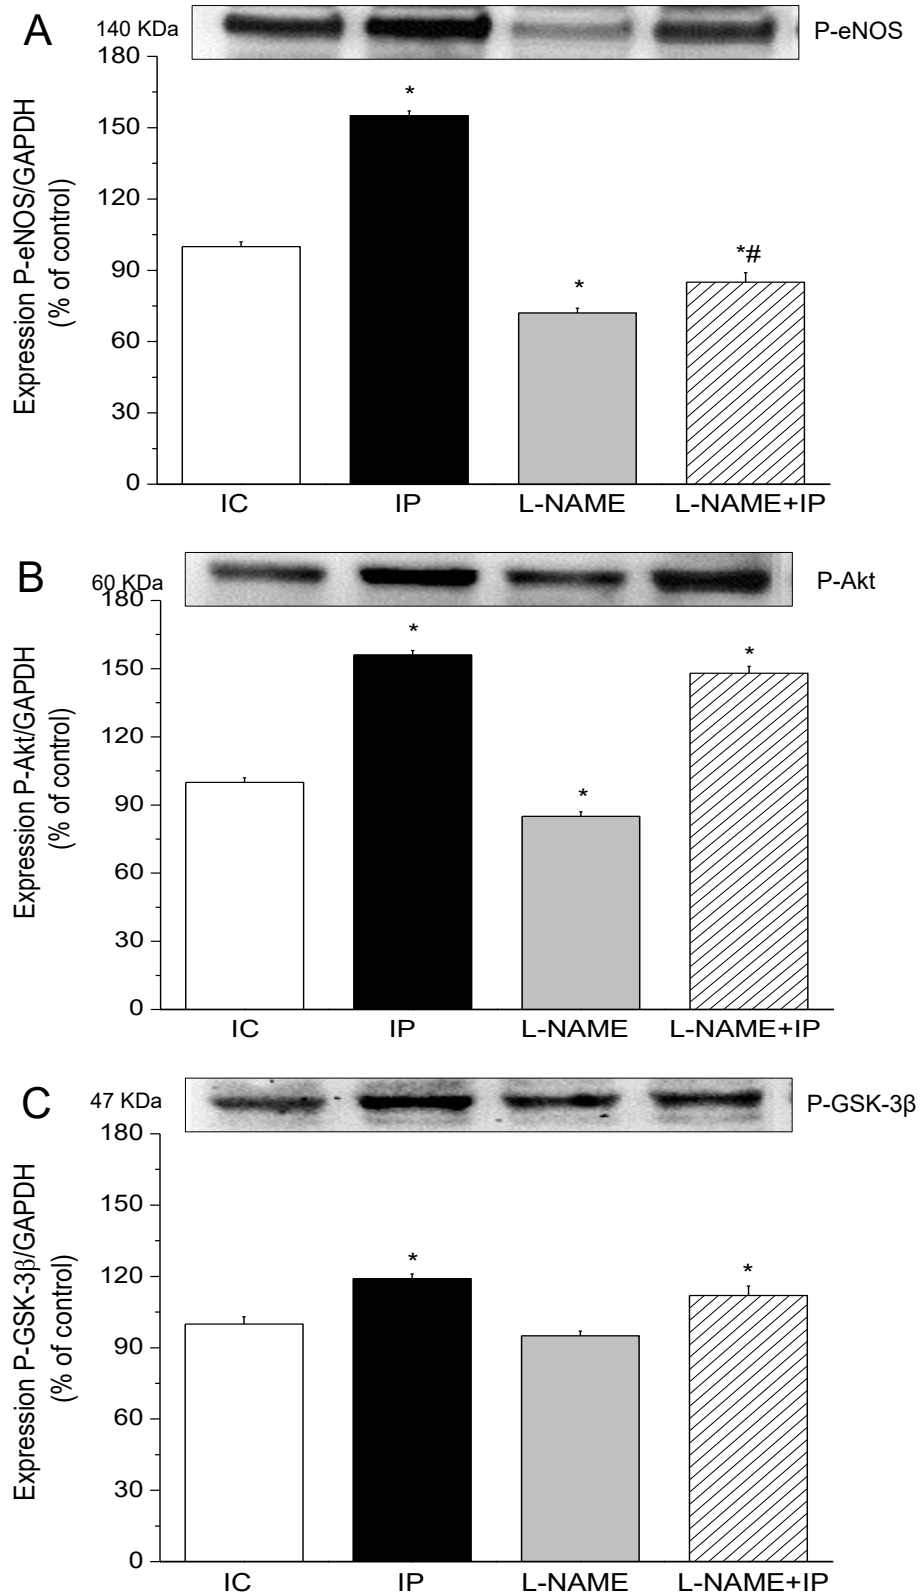 A
140 KDa
P-eNOS
Expression P-eNOS/GAPDH
(% of control)
180
150
120
90
60
30
0
*
*
*#
IC IP L-NAME L-NAME+IP
B
60 KDa
P-Akt
Expression P-Akt/GAPDH
(% of control)
180
150
120
90
60
30
0
*
*
*
IC IP L-NAME L-NAME+IP
C
47 KDa
P-GSK-3β
Expression P-GSK-3β/GAPDH
(% of control)
180
150
120
90
60
30
0
*
*
IC IP L-NAME L-NAME+IP